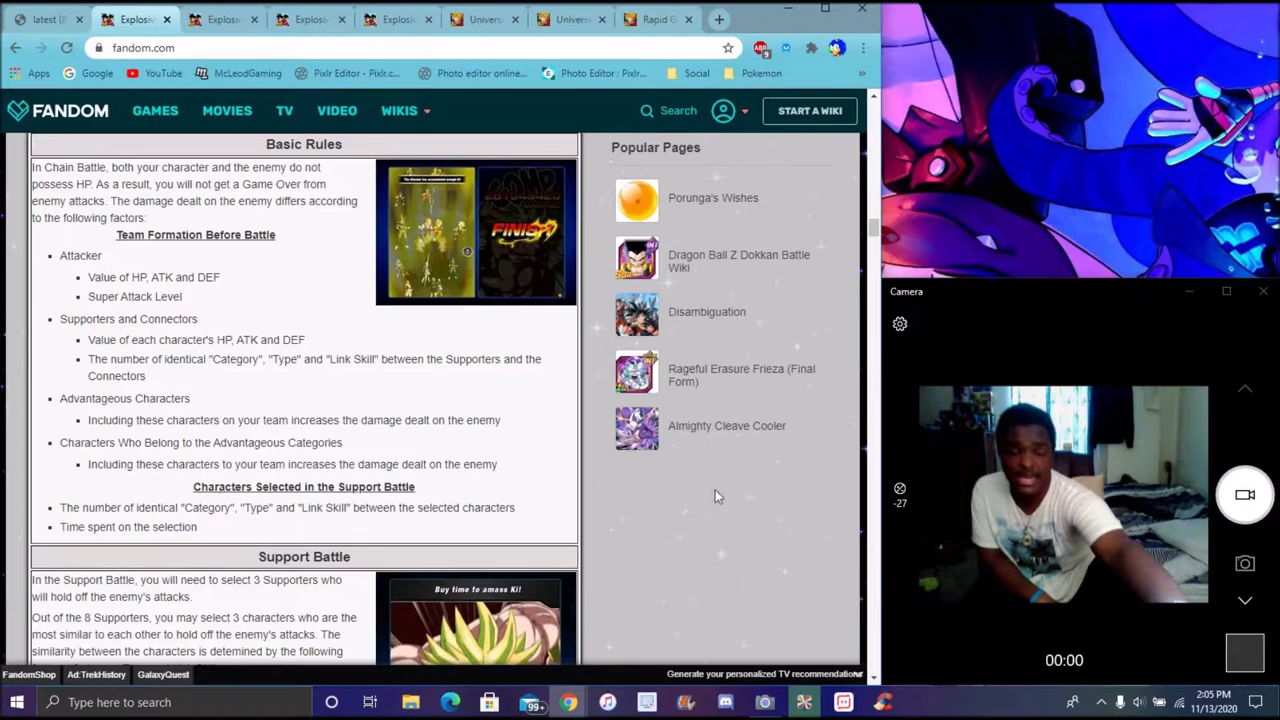 latest (8
Explosiv
Explosiv
Explosi
Explosiv
Univers
Univers
Rapid G
fandom.com
ABP
9
Apps
Google
YouTube
McLeodGaming
Pixlr Editor - Pixlr.c...
Photo editor online...
Photo Editor : Pixlr...
Social
Pokemon
FANDOM
GAMES
MOVIES
TV
VIDEO
WIKIS
Search
START A WIKI
Basic Rules
In Chain Battle, both your character and the enemy do not
possess HP. As a result, you will not get a Game Over from
enemy attacks. The damage dealt on the enemy differs according
to the following factors:
FINISH
Team Formation Before Battle
Attacker
Value of HP, ATK and DEF
Super Attack Level
Supporters and Connectors
Value of each character's HP, ATK and DEF
The number of identical "Category", "Type" and "Link Skill" between the Supporters and the
Connectors
Advantageous Characters
Including these characters on your team increases the damage dealt on the enemy
Characters Who Belong to the Advantageous Categories
Including these characters to your team increases the damage dealt on the enemy
Characters Selected in the Support Battle
The number of identical "Category", "Type" and "Link Skill" between the selected characters
Time spent on the selection
Support Battle
In the Support Battle, you will need to select 3 Supporters who
will hold off the enemy's attacks.
Out of the 8 Supporters, you may select 3 characters who are the
most similar to each other to hold off the enemy's attacks. The
similarity between the characters is detemined by the following
Buy time to amass Ki!
Popular Pages
Porunga's Wishes
Dragon Ball Z Dokkan Battle
Wiki
Disambiguation
Rageful Erasure Frieza (Final
Form)
Almighty Cleave Cooler
FandomShop
Ad:TrekHistory
GalaxyQuest
Generate your personalized TV recommendations
Camera
-27
00:00
Type here to search
99+
2:05 PM
11/13/2020